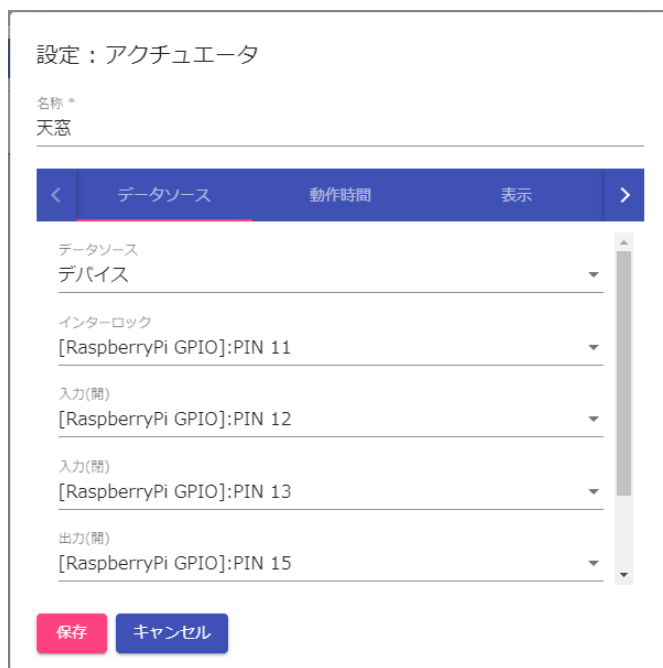 設定：アクチュエータ
名称 *
天窓
データソース 動作時間 表示
データソース
デバイス
インターロック
[RaspberryPi GPIO]:PIN 11
入力(開)
[RaspberryPi GPIO]:PIN 12
入力(閉)
[RaspberryPi GPIO]:PIN 13
出力(開)
[RaspberryPi GPIO]:PIN 15
保存 キャンセル